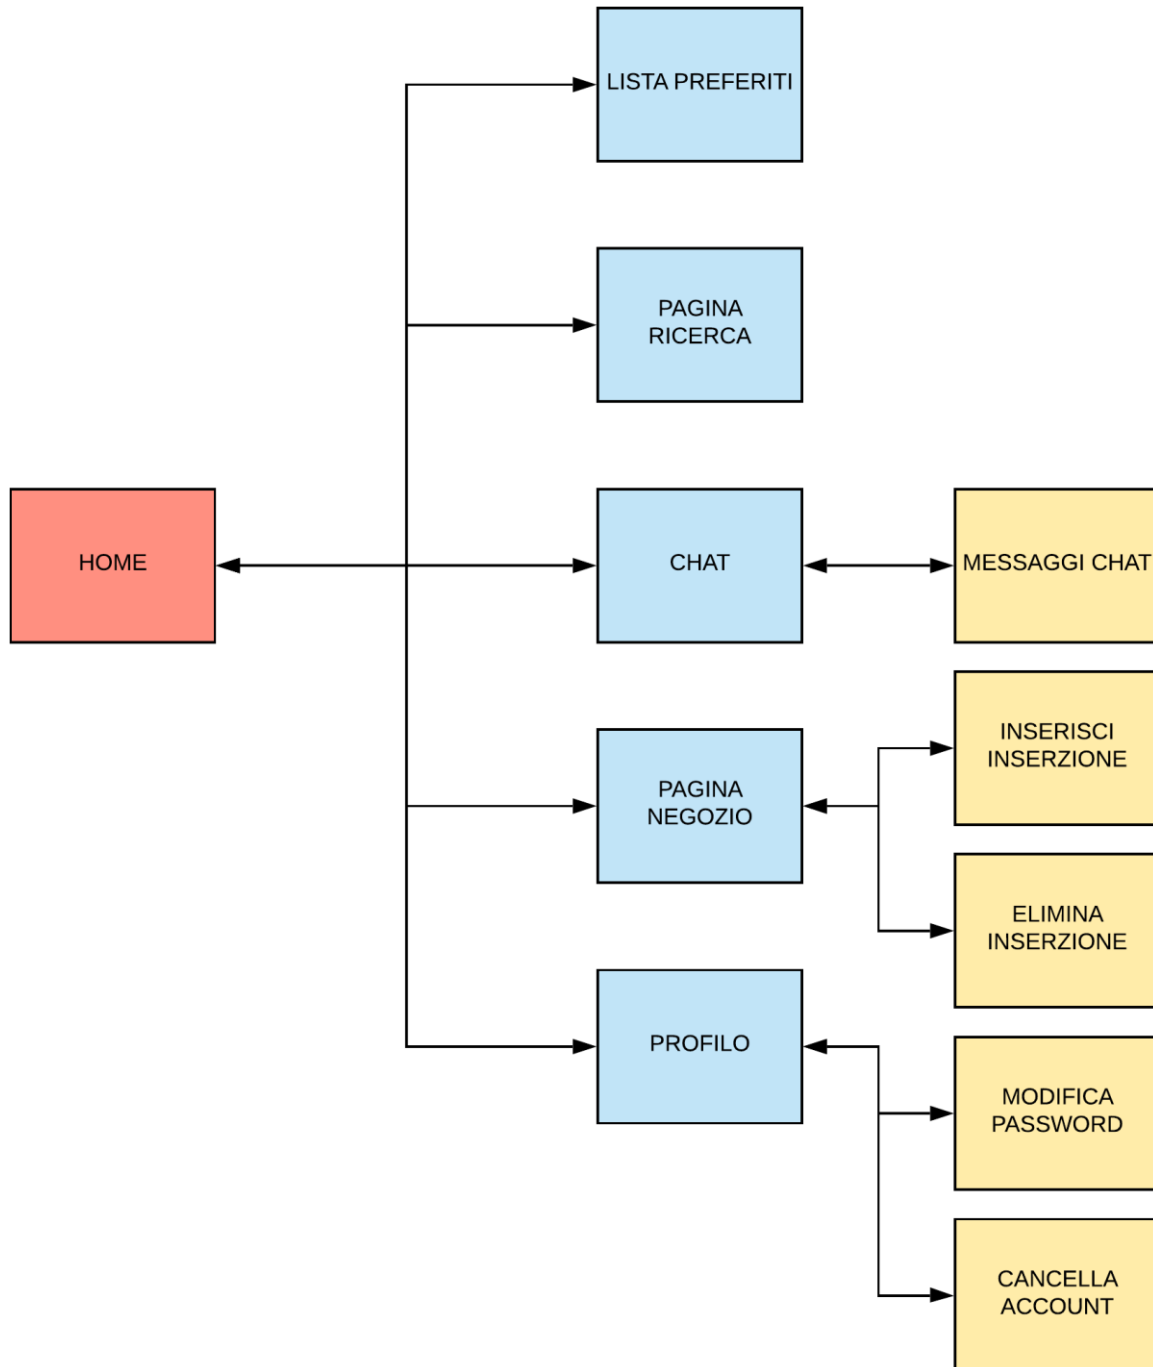 LISTA PREFERITI
PAGINA
RICERCA
HOME
CHAT
MESSAGGI CHAT
INSERISCI
INSERZIONE
PAGINA
NEGOZIO
ELIMINA
INSERZIONE
PROFILO
MODIFICA
PASSWORD
CANCELLA
ACCOUNT